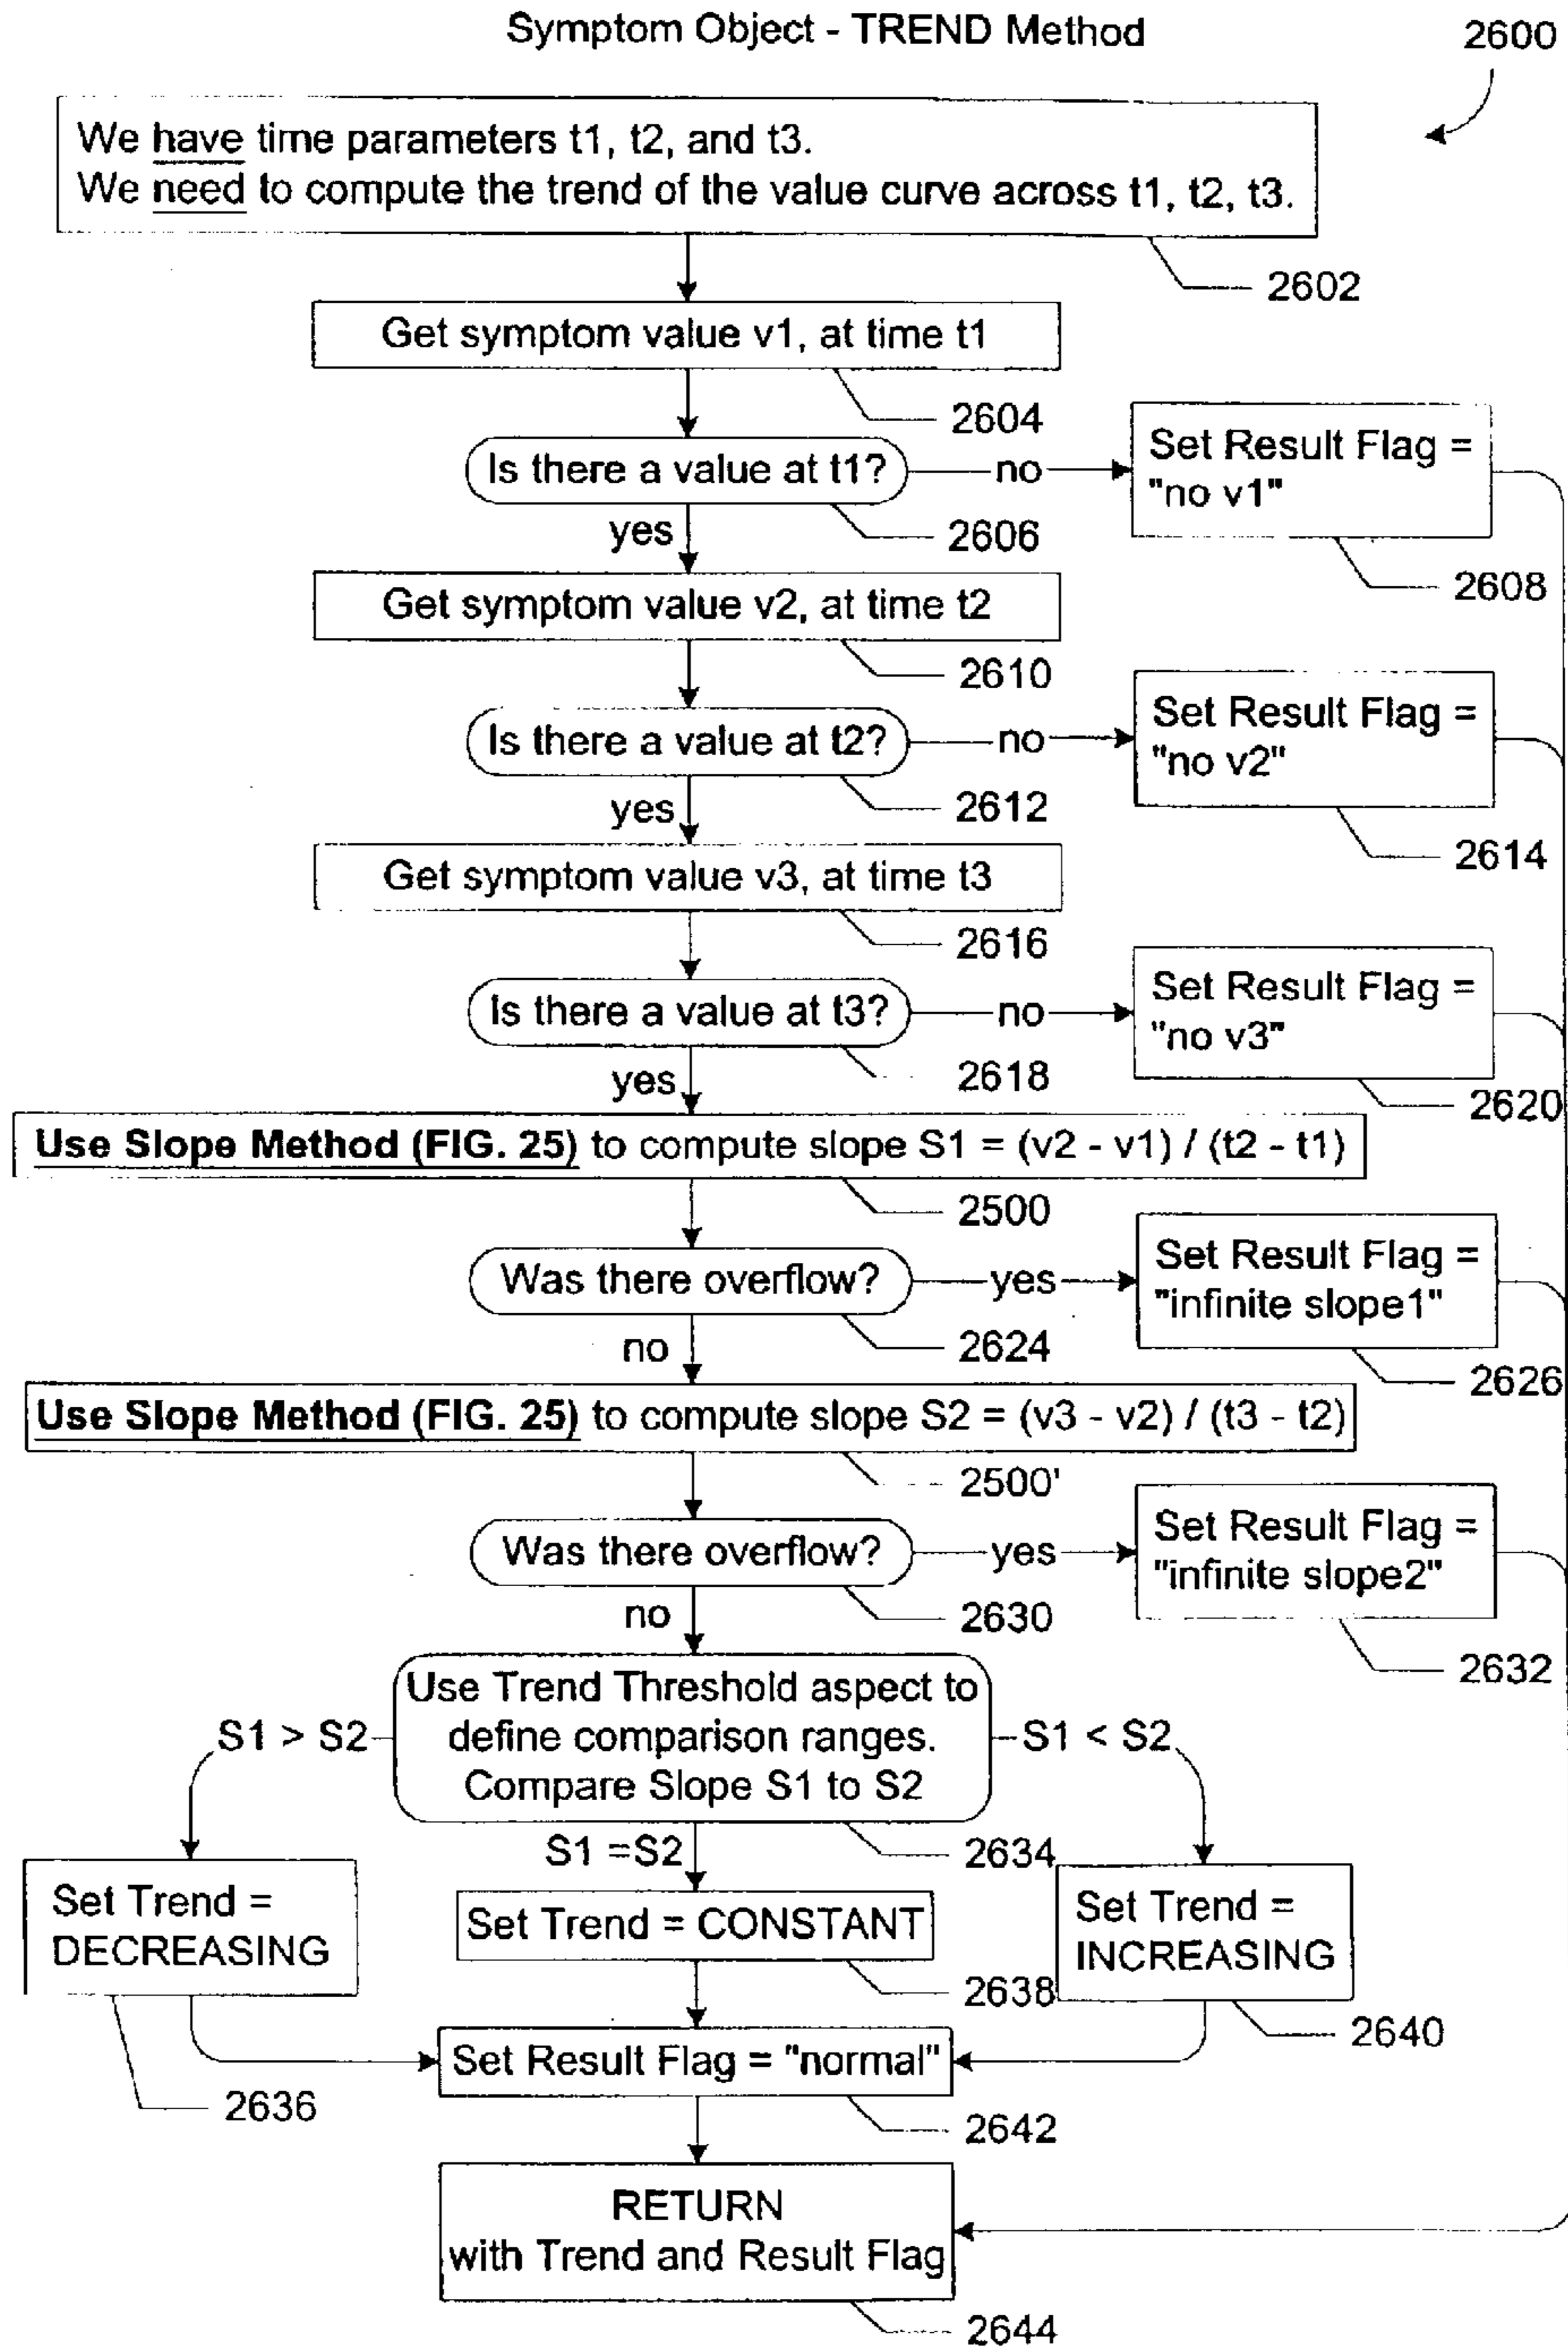 Symptom Object - TREND Method
2600
We have time parameters t1, t2, and t3.
We need to compute the trend of the value curve across t1, t2, t3.
2602
Get symptom value v1, at time t1
2604
Is there a value at t1?
no
Set Result Flag =
"no v1"
yes
2606
2608
Get symptom value v2, at time t2
2610
Is there a value at t2?
no
Set Result Flag =
"no v2"
yes
2612
2614
Get symptom value v3, at time t3
2616
Is there a value at t3?
no
Set Result Flag =
"no v3"
yes
2618
2620
Use Slope Method (FIG. 25) to compute slope S1 = (v2 - v1) / (t2 - t1)
2500
Was there overflow?
yes
Set Result Flag =
"infinite slope1"
no
2624
2626
Use Slope Method (FIG. 25) to compute slope S2 = (v3 - v2) / (t3 - t2)
2500'
Was there overflow?
yes
Set Result Flag =
"infinite slope2"
no
2630
2632
Use Trend Threshold aspect to
define comparison ranges.
Compare Slope S1 to S2
S1 > S2
S1 < S2
S1 =S2
2634
Set Trend =
DECREASING
Set Trend = CONSTANT
Set Trend =
INCREASING
2638
2640
Set Result Flag = "normal"
2636
2642
RETURN
with Trend and Result Flag
2644